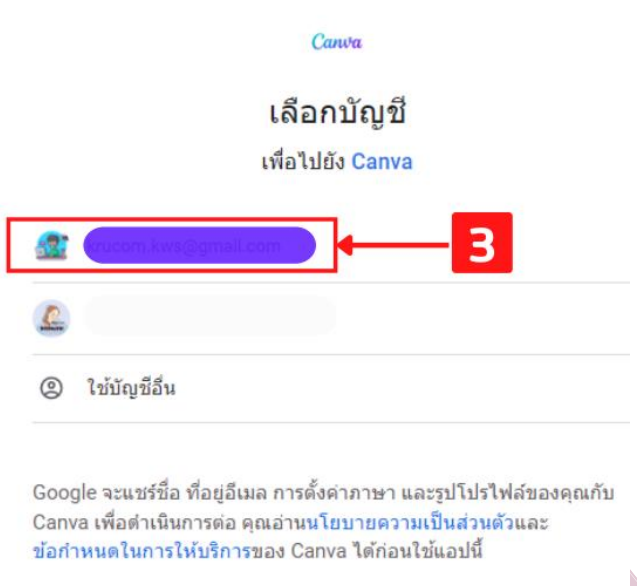 Canva
เลือกบัญชี
เพื่อไปยัง Canva
3
ใช้บัญชีอื่น
Google จะแชร์ชื่อ ที่อยู่อีเมล การตั้งค่าภาษา และรูปโปรไฟล์ของคุณกับ
Canva เพื่อดำเนินการต่อ คุณอ่านนโยบายความเป็นส่วนตัวและ
ข้อกำหนดในการให้บริการของ Canva ได้ก่อนใช้แอปนี้